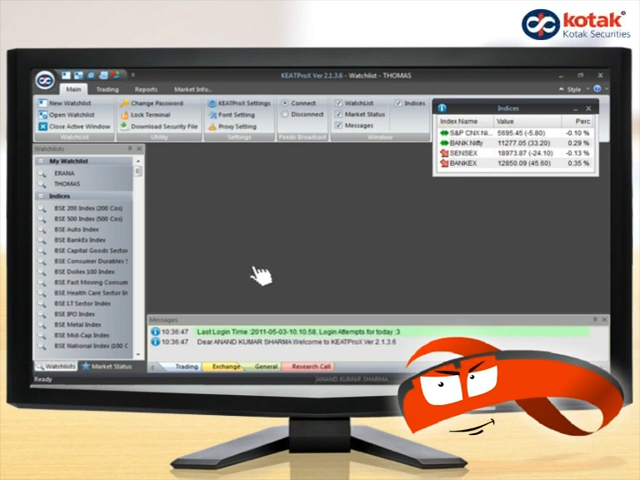 kotak
Kotak Securities
KEATProX Ver 2.1.3.6 - Watchlist - THOMAS
Main Trading Reports Market Info.. Style
New Watchlist
Open Watchlist
Close Active Window
WatchList
Change Password
Lock Terminal
Download Security File
Utility
KEATProX Settings
Font Setting
Proxy Setting
Settings
Connect
Disconnect
Feeds Broadcast
WatchList
Market Status
Messages
Indices
Window
Indices
Index Name Value Perc
S&P CNX Ni... 5695.45 (-5.80) -0.10 %
BANK Nifty 11277.05 (33.20) 0.29 %
SENSEX 18973.87 (-24.10) -0.13 %
BANKEX 12850.09 (45.60) 0.35 %
Watchlists
My Watchlist
ERANA
THOMAS
Indices
BSE 200 Index (200 Cos)
BSE 500 Index (500 Cos)
BSE Auto Index
BSE BankEx Index
BSE Capital Goods Sector
BSE Consumer Durables S
BSE Dollex 100 Index
BSE Fast Moving Consum
BSE Health Care Sector In
BSE I.T Sector Index
BSE IPO Index
BSE Metal Index
BSE Mid-Cap Index
BSE National Index (100 C
Watchlists Market Status
Messages
10:36:47 Last Login Time :2011-05-03-10.10.58, Login Attempts for today :3
10:36:47 Dear ANAND KUMAR SHARMA Welcome to KEATProX Ver 2.1.3.6
Trading Exchange General Research Call
Ready
ANAND KUMAR SHARMA